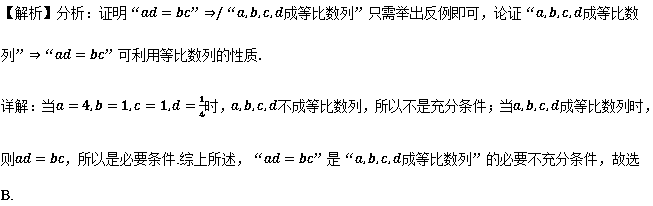 【解析】分析：证明“ad = bc”⇒/“a, b, c, d成等比数列”只需举出反例即可，论证“a, b, c, d成等比数
列”⇒“ad = bc”可利用等比数列的性质.
详解：当a = 4, b = 1, c = 1, d = 1/4时，a, b, c, d不成等比数列，所以不是充分条件；当a, b, c, d成等比数列时，
则ad = bc，所以是必要条件.综上所述，“ad = bc”是“a, b, c, d成等比数列”的必要不充分条件，故选
B.